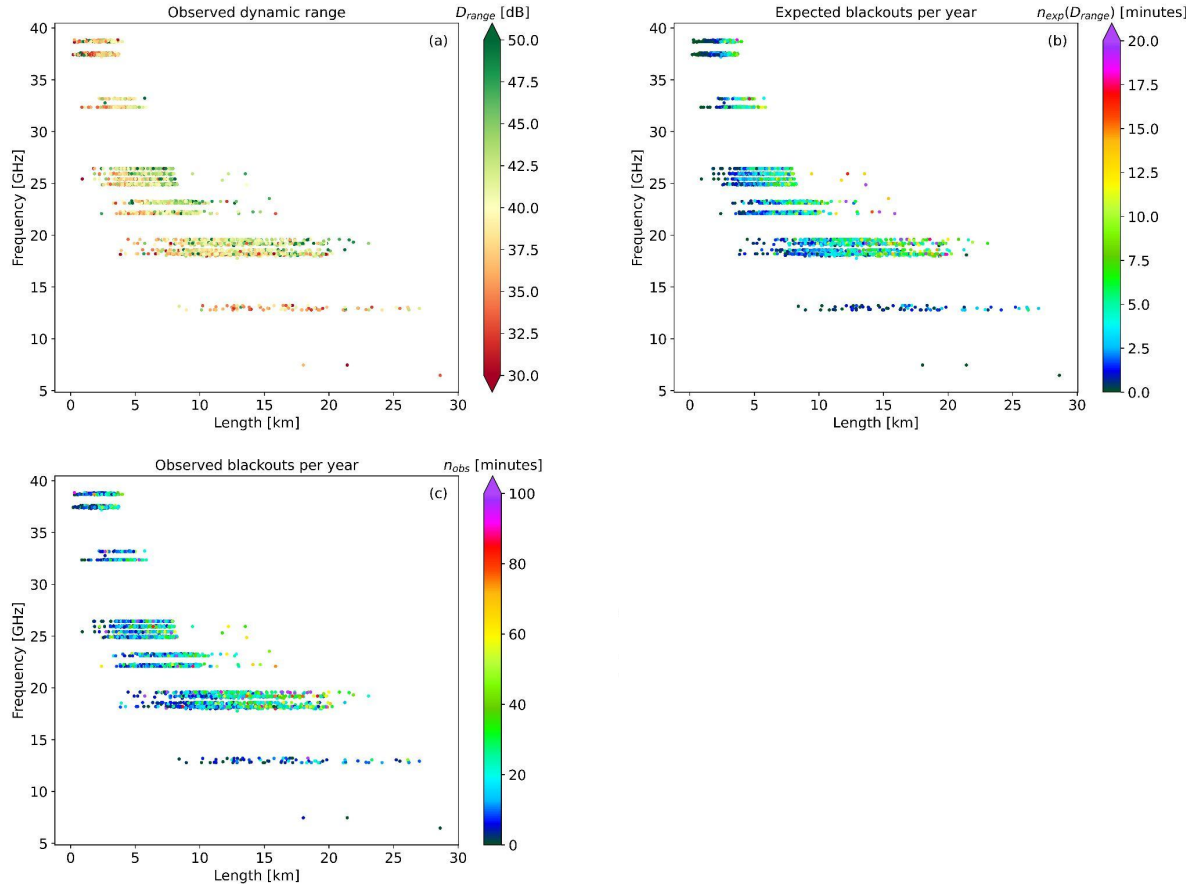 Observed dynamic range
D_range [dB]
(a)
40
35
30
25
20
15
10
5
Frequency [GHz]
0 5 10 15 20 25 30
Length [km]
50.0
47.5
45.0
42.5
40.0
37.5
35.0
32.5
30.0
Expected blackouts per year
n_exp(D_range) [minutes]
(b)
40
35
30
25
20
15
10
5
Frequency [GHz]
0 5 10 15 20 25 30
Length [km]
20.0
17.5
15.0
12.5
10.0
7.5
5.0
2.5
0.0
Observed blackouts per year
n_obs [minutes]
(c)
40
35
30
25
20
15
10
5
Frequency [GHz]
0 5 10 15 20 25 30
Length [km]
100
80
60
40
20
0